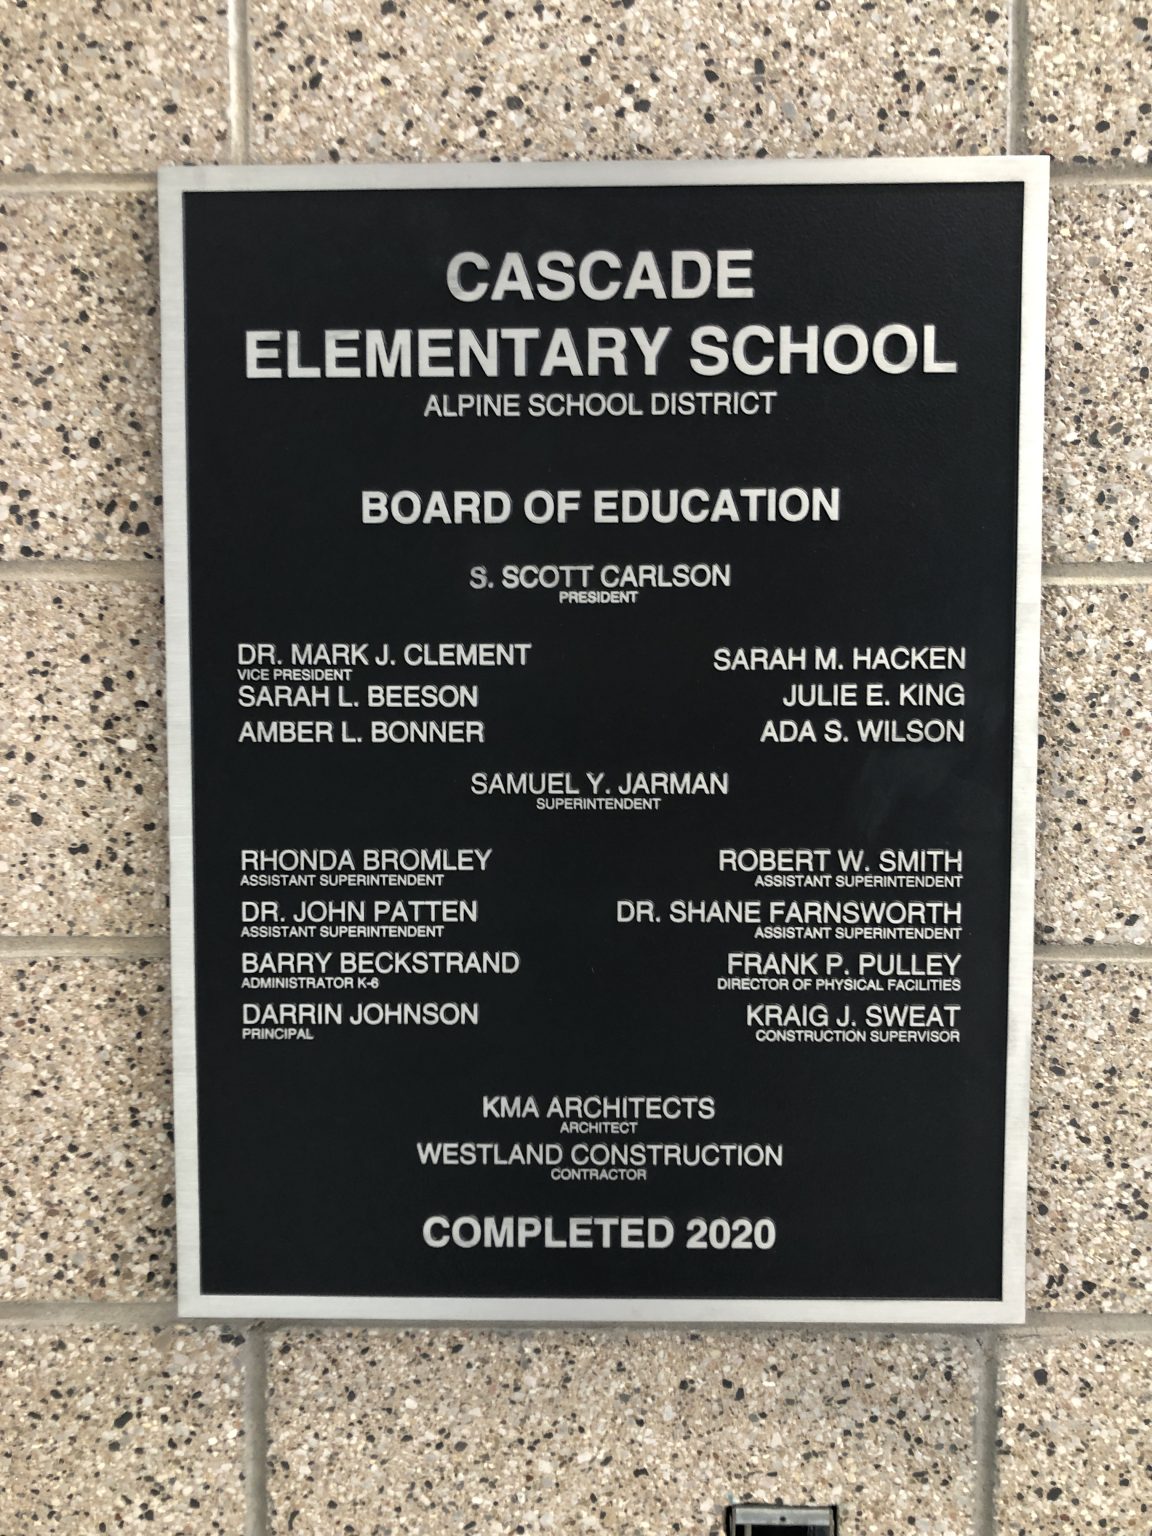 CASCADE
ELEMENTARY SCHOOL
ALPINE SCHOOL DISTRICT
BOARD OF EDUCATION
S. SCOTT CARLSON
PRESIDENT
DR. MARK J. CLEMENT
VICE PRESIDENT
SARAH L. BEESON
AMBER L. BONNER
SARAH M. HACKEN
JULIE E. KING
ADA S. WILSON
SAMUEL Y. JARMAN
SUPERINTENDENT
RHONDA BROMLEY
ASSISTANT SUPERINTENDENT
DR. JOHN PATTEN
ASSISTANT SUPERINTENDENT
BARRY BECKSTRAND
ADMINISTRATOR K-6
DARRIN JOHNSON
PRINCIPAL
ROBERT W. SMITH
ASSISTANT SUPERINTENDENT
DR. SHANE FARNSWORTH
ASSISTANT SUPERINTENDENT
FRANK P. PULLEY
DIRECTOR OF PHYSICAL FACILITIES
KRAIG J. SWEAT
CONSTRUCTION SUPERVISOR
KMA ARCHITECTS
ARCHITECT
WESTLAND CONSTRUCTION
CONTRACTOR
COMPLETED 2020